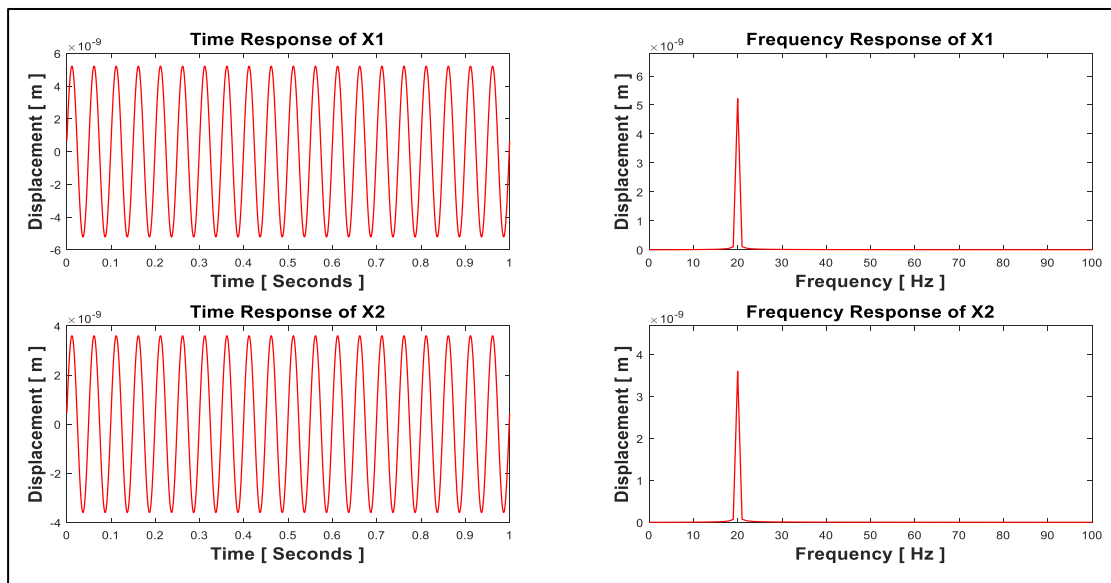 Time Response of X1
×10⁻⁹
Displacement [ m ]
6
4
2
0
-2
-4
-6
0 0.1 0.2 0.3 0.4 0.5 0.6 0.7 0.8 0.9 1
Time [ Seconds ]
Frequency Response of X1
×10⁻⁹
Displacement [ m ]
6
5
4
3
2
1
0
0 10 20 30 40 50 60 70 80 90 100
Frequency [ Hz ]
Time Response of X2
×10⁻⁹
Displacement [ m ]
4
2
0
-2
-4
0 0.1 0.2 0.3 0.4 0.5 0.6 0.7 0.8 0.9 1
Time [ Seconds ]
Frequency Response of X2
×10⁻⁹
Displacement [ m ]
4
3
2
1
0
0 10 20 30 40 50 60 70 80 90 100
Frequency [ Hz ]